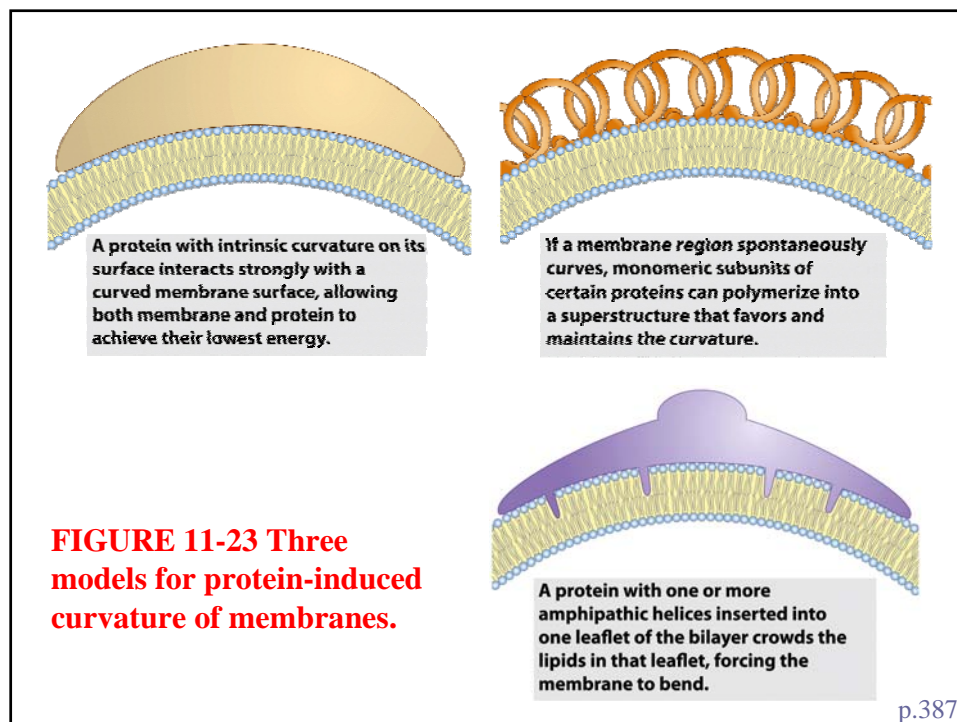 A protein with intrinsic curvature on its
surface interacts strongly with a
curved membrane surface, allowing
both membrane and protein to
achieve their lowest energy.
If a membrane region spontaneously
curves, monomeric subunits of
certain proteins can polymerize into
a superstructure that favors and
maintains the curvature.
FIGURE 11-23 Three
models for protein-induced
curvature of membranes.
A protein with one or more
amphipathic helices inserted into
one leaflet of the bilayer crowds the
lipids in that leaflet, forcing the
membrane to bend.
p.387